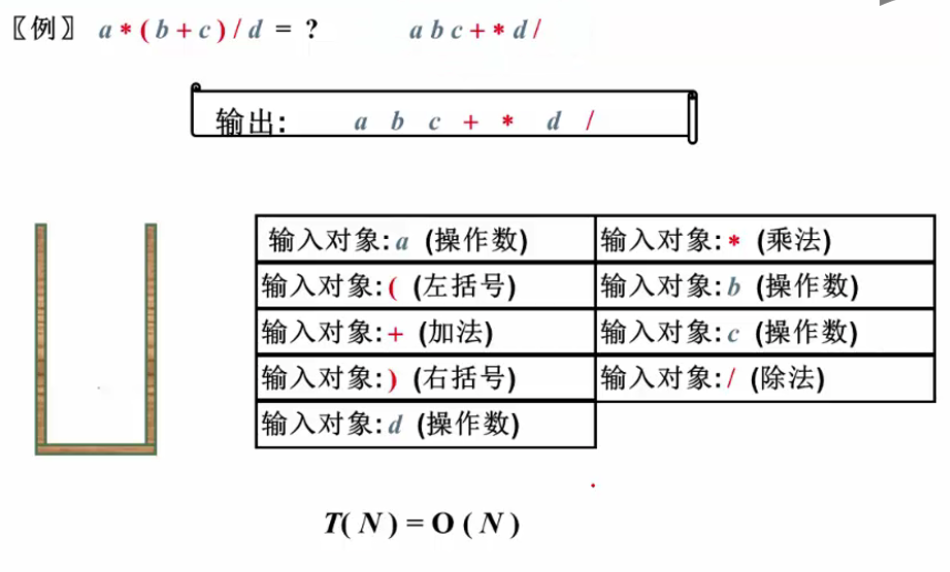 〖例〗 a * ( b + c ) / d = ?  a b c + * d /
输出: a b c + * d /
输入对象: a (操作数) 输入对象: * (乘法)
输入对象: ( (左括号) 输入对象: b (操作数)
输入对象: + (加法) 输入对象: c (操作数)
输入对象: ) (右括号) 输入对象: / (除法)
输入对象: d (操作数)
T( N ) = O ( N )